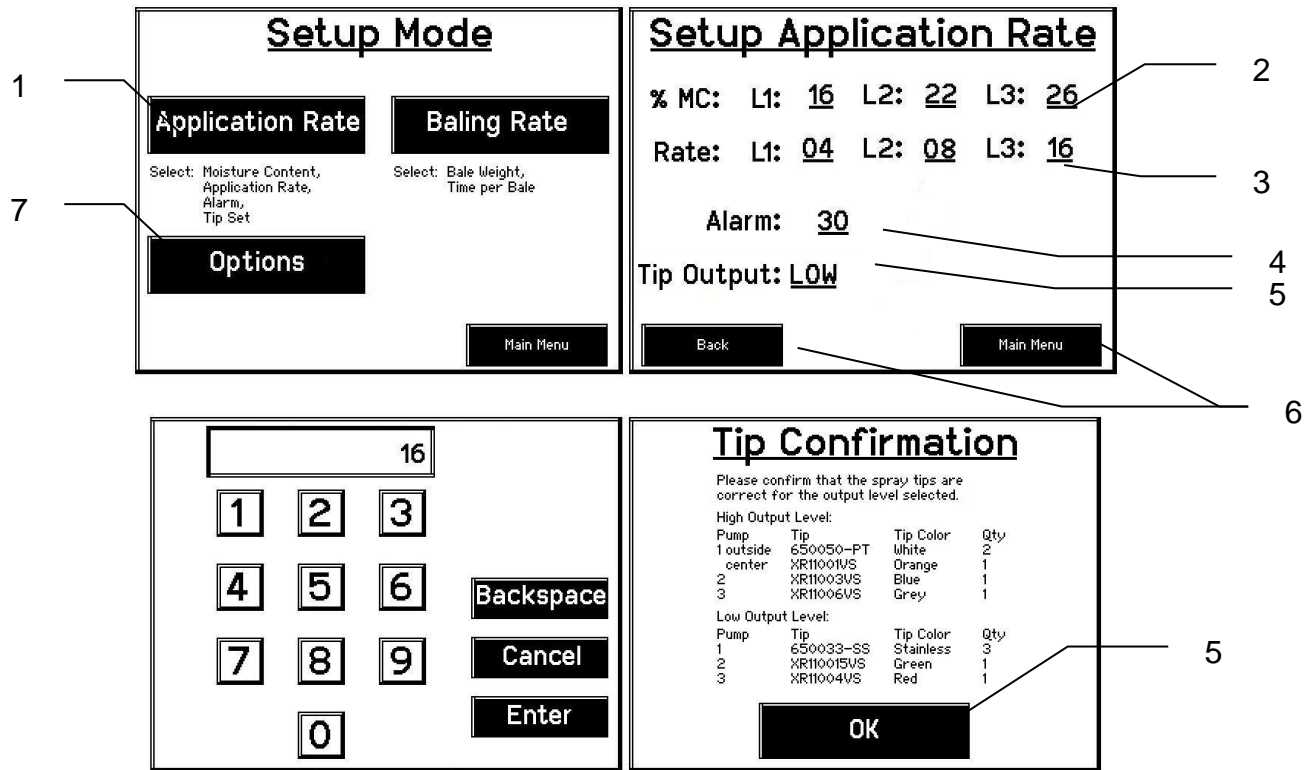 Setup Mode
1
Application Rate
Baling Rate
Select: Moisture Content,
Application Rate,
Alarm,
Tip Set
Select: Bale Weight,
Time per Bale
7
Options
Main Menu
Setup Application Rate
% MC: L1: 16 L2: 22 L3: 26
2
Rate: L1: 04 L2: 08 L3: 16
3
Alarm: 30
4
Tip Output: LOW
5
Back
Main Menu
6
16
1 2 3
4 5 6
Backspace
7 8 9
Cancel
0
Enter
Tip Confirmation
Please confirm that the spray tips are
correct for the output level selected.
High Output Level:
Pump Tip Tip Color Qty
1 outside 650050-PT White 2
center XR11001VS Orange 1
2 XR11003VS Blue 1
3 XR11006VS Grey 1
Low Output Level:
Pump Tip Tip Color Qty
1 650033-SS Stainless 3
2 XR110015VS Green 1
3 XR11004VS Red 1
5
OK